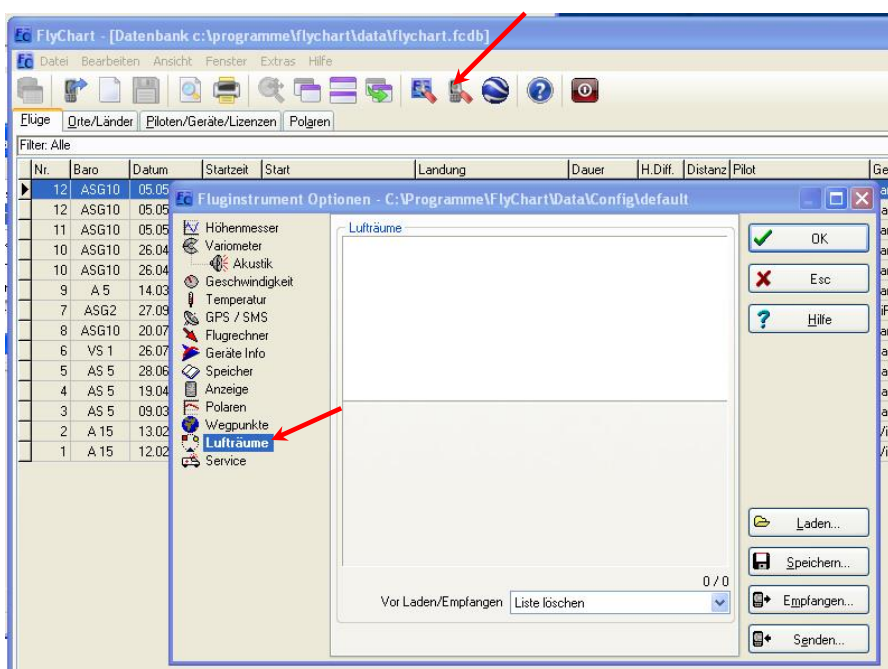 FlyChart - [Datenbank c:\programme\flychart\data\flychart.fcdb]
Datei Bearbeiten Ansicht Fenster Extras Hilfe
Flüge Orte/Länder Piloten/Geräte/Lizenzen Polaren
Filter: Alle
Nr. Baro Datum Startzeit Start Landung Dauer H.Diff. Distanz Pilot Ge
12 ASG10 05.05
12 ASG10 05.05
11 ASG10 05.05
10 ASG10 26.04
10 ASG10 26.04
9 A 5 14.03
7 ASG2 27.09
8 ASG10 20.07
6 VS 1 26.07
5 AS 5 28.06
4 AS 5 19.04
3 AS 5 09.03
2 A 15 13.02
1 A 15 12.02
Fluginstrument Optionen - C:\Programme\FlyChart\Data\Config\default
Höhenmesser
Variometer
Akustik
Geschwindigkeit
Temperatur
GPS / SMS
Flugrechner
Geräte Info
Speicher
Anzeige
Polaren
Wegpunkte
Lufträume
Service
Lufträume
0 / 0
Vor Laden/Empfangen Liste löschen
OK
Esc
Hilfe
Laden...
Speichern...
Empfangen...
Senden...